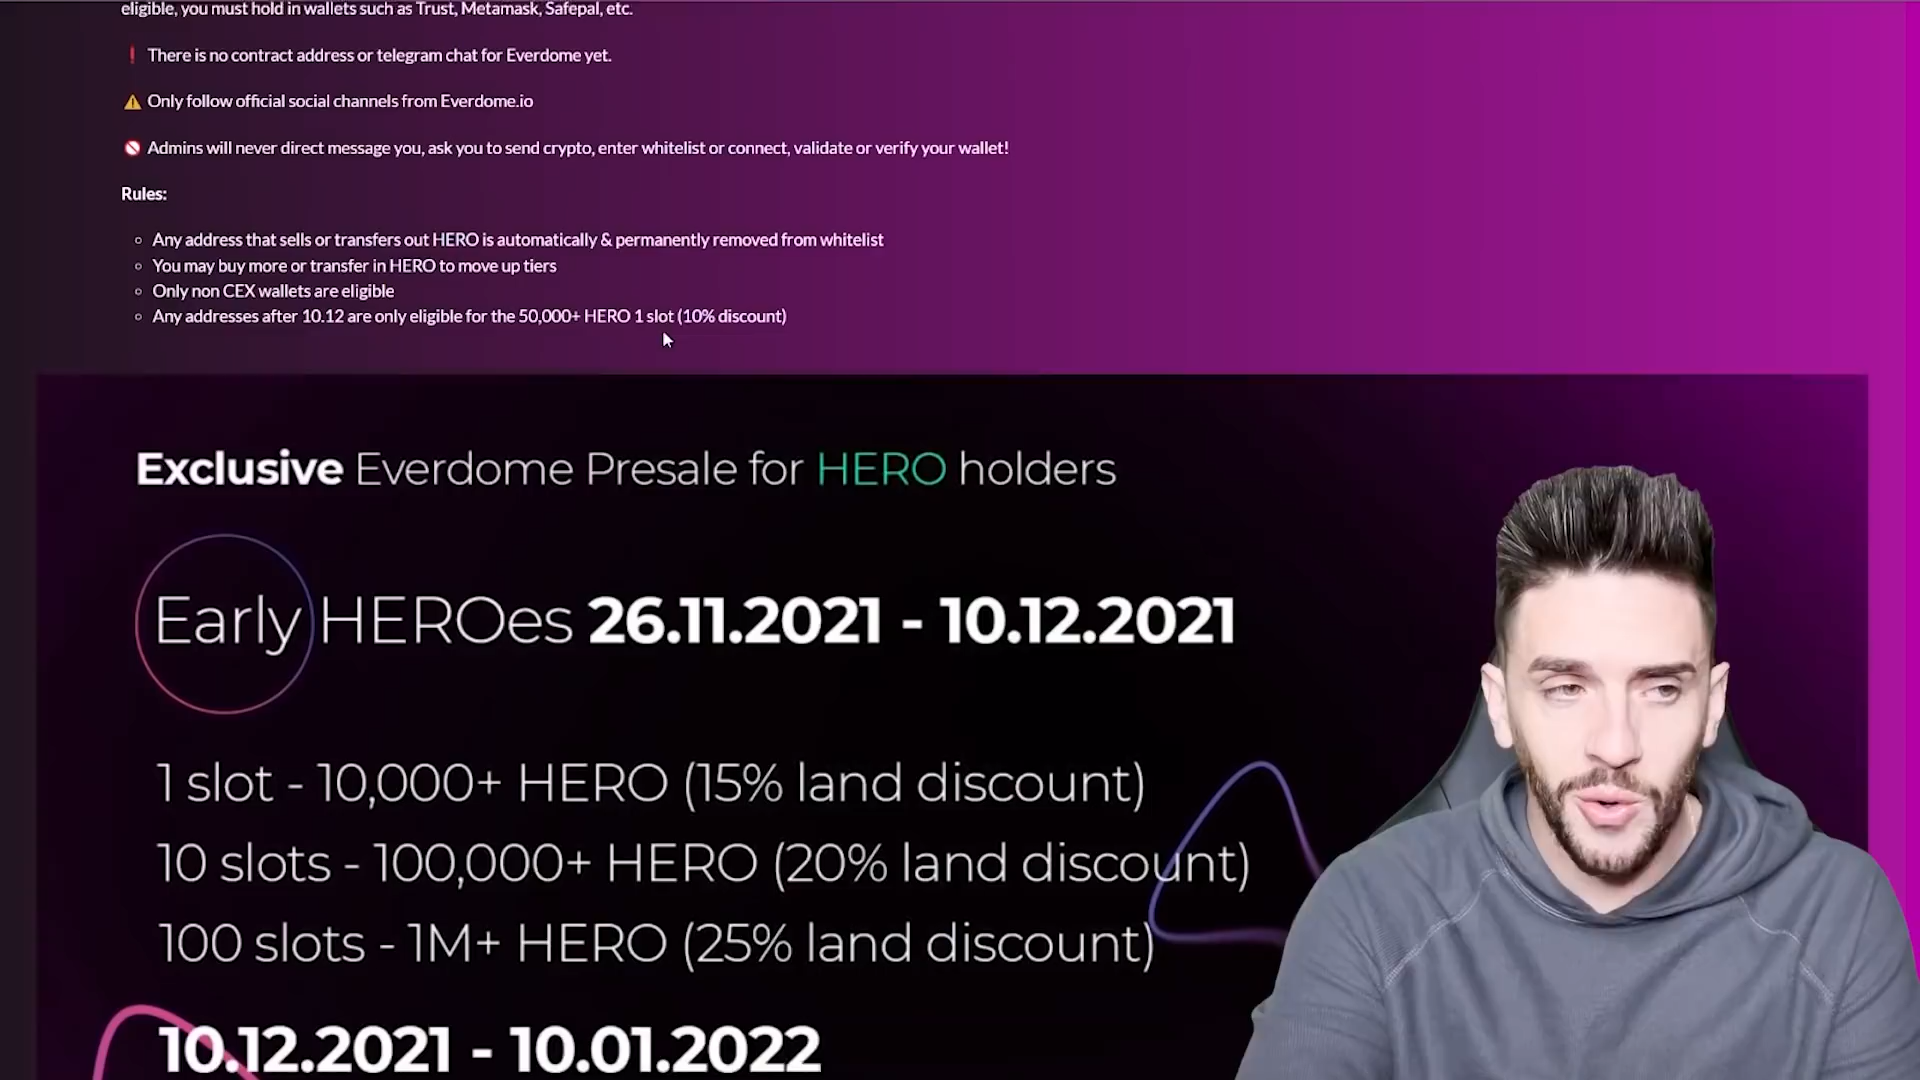 eligible, you must hold in wallets such as Trust, Metamask, Safepal, etc.
There is no contract address or telegram chat for Everdome yet.
Only follow official social channels from Everdome.io
Admins will never direct message you, ask you to send crypto, enter whitelist or connect, validate or verify your wallet!
Rules:
Any address that sells or transfers out HERO is automatically & permanently removed from whitelist
You may buy more or transfer in HERO to move up tiers
Only non CEX wallets are eligible
Any addresses after 10.12 are only eligible for the 50,000+ HERO 1 slot (10% discount)
Exclusive Everdome Presale for HERO holders
Early HEROes 26.11.2021 - 10.12.2021
1 slot - 10,000+ HERO (15% land discount)
10 slots - 100,000+ HERO (20% land discount)
100 slots - 1M+ HERO (25% land discount)
10.12.2021 - 10.01.2022